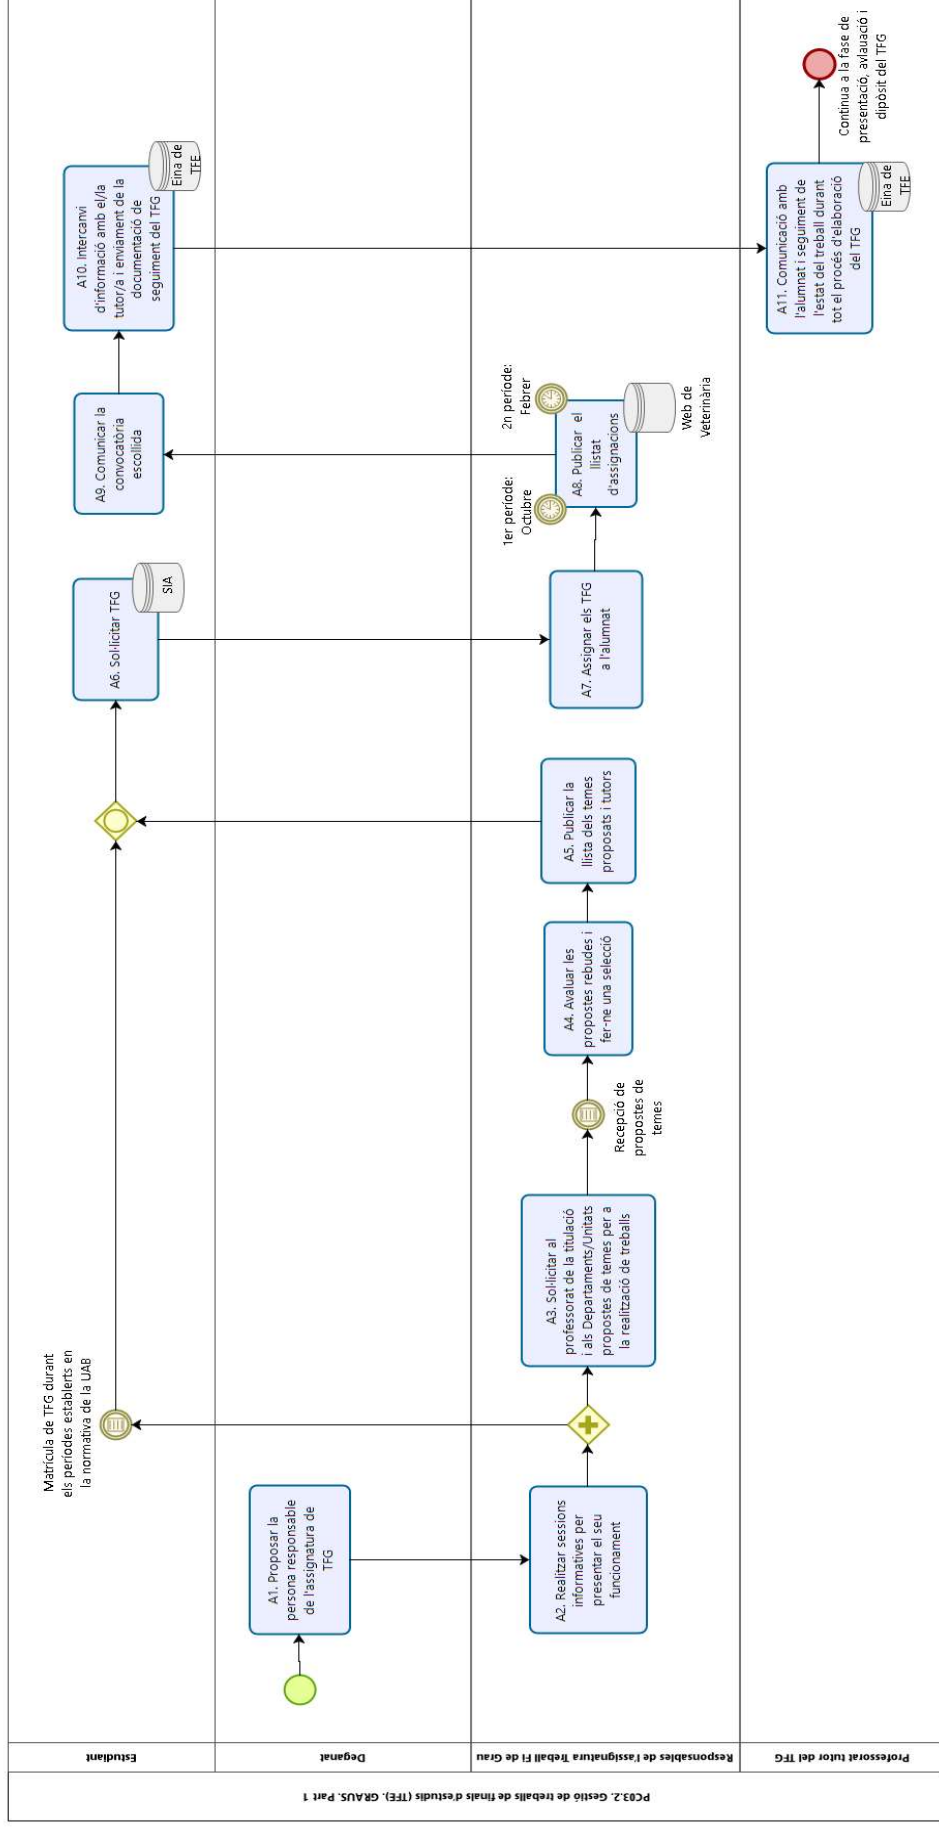 PC03.2. Gestió de treballs de finals d'estudis (TFE). GRAUS. Part 1
Estudiant
Deganat
Responsables de l'assignatura Treball Fi de Grau
Professorat tutor del TFG
A1. Proposar la
persona responsable
de l'assignatura de
TFG
A2. Realitzar sessions
informatives per
presentar el seu
funcionament
Matrícula de TFG durant
els períodes establerts en
la normativa de la UAB
A3. Sol·licitar al
professorat de la titulació
i als Departaments/Unitats
propostes de temes per a
la realització de treballs
Recepció de
propostes de
temes
A4. Avaluar les
propostes rebudes i
fer-ne una selecció
A5. Publicar la
llista dels temes
proposats i tutors
A6. Sol·licitar TFG
SIA
A7. Assignar els TFG
a l'alumnat
1er període:
Octubre
2n període:
Febrer
A8. Publicar el
llistat
d'assignacions
Web de
Veterinària
A9. Comunicar la
convocatòria
escollida
A10. Intercanvi
d'informació amb el/la
tutor/a i enviament de la
documentació de
seguiment del TFG
Eina de
TFE
A11. Comunicació amb
l'alumnat i seguiment de
l'estat del treball durant
tot el procés d'elaboració
del TFG
Eina de
TFE
Continua a la fase de
presentació, avlauació i
dipòsit del TFG